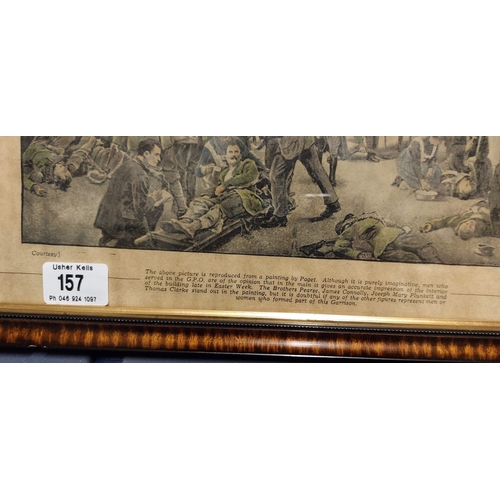 Courtesy]
Usher Kells
157
Ph 046 924 1097
The above picture is reproduced from a painting by Paget. Although it is purely imaginative, men who
served in the G.P.O. are of the opinion that in the main it gives an accurate impression of the interior
of the building late in Easter Week. The Brothers Pearse, James Connolly, Joseph Mary Plunkett and
Thomas Clarke stand out in the painting, but it is doubtful if any of the other figures represent men or
women who formed part of this Garrison.